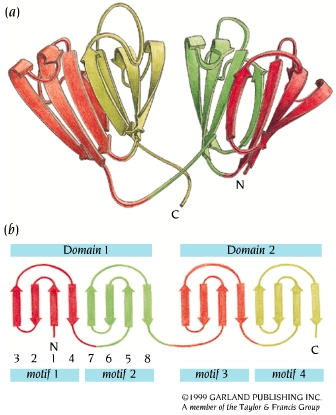 (a)
N
C
(b)
Domain 1 Domain 2
N C
3 2 1 4 7 6 5 8
motif 1 motif 2 motif 3 motif 4
©1999 GARLAND PUBLISHING INC.
A member of the Taylor & Francis Group